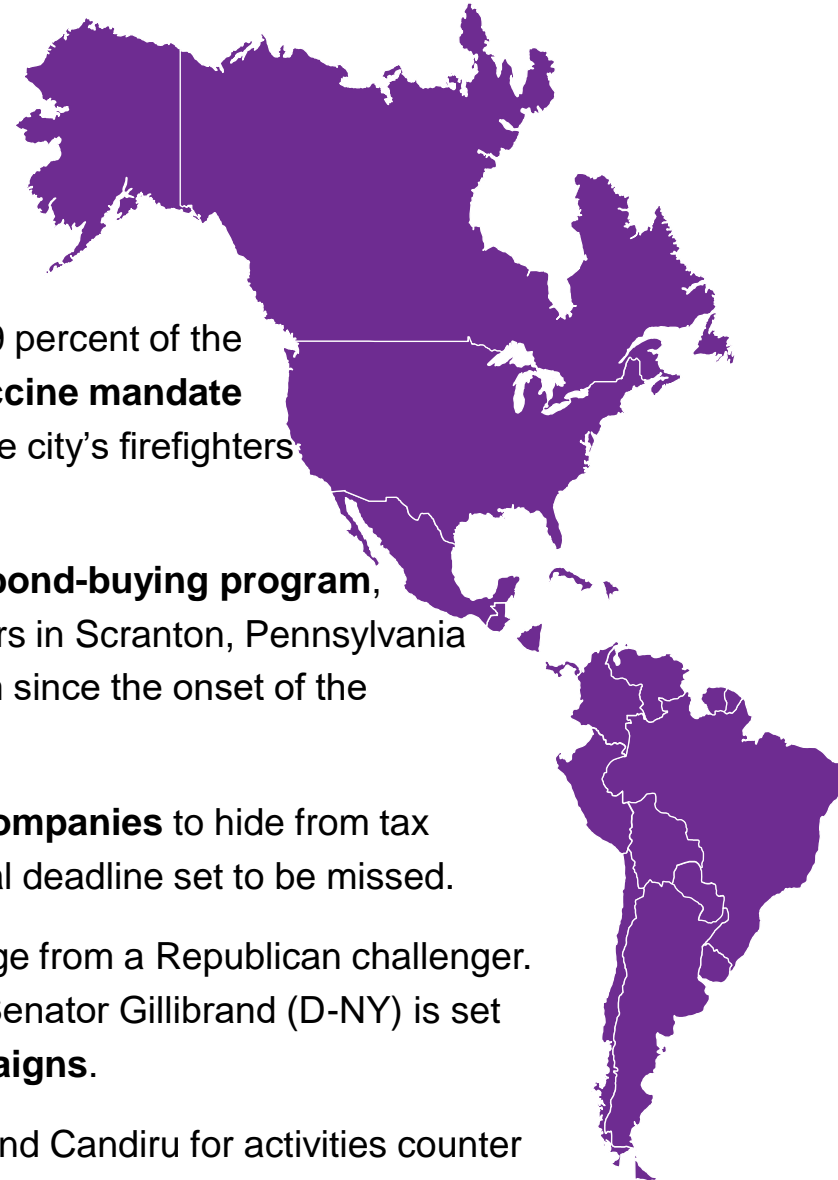 percent of the
ccine mandate
e city’s firefighters
bond-buying program,
rs in Scranton, Pennsylvania
since the onset of the
ompanies to hide from tax
al deadline set to be missed.
ge from a Republican challenger.
Senator Gillibrand (D-NY) is set
aigns.
nd Candiru for activities counter